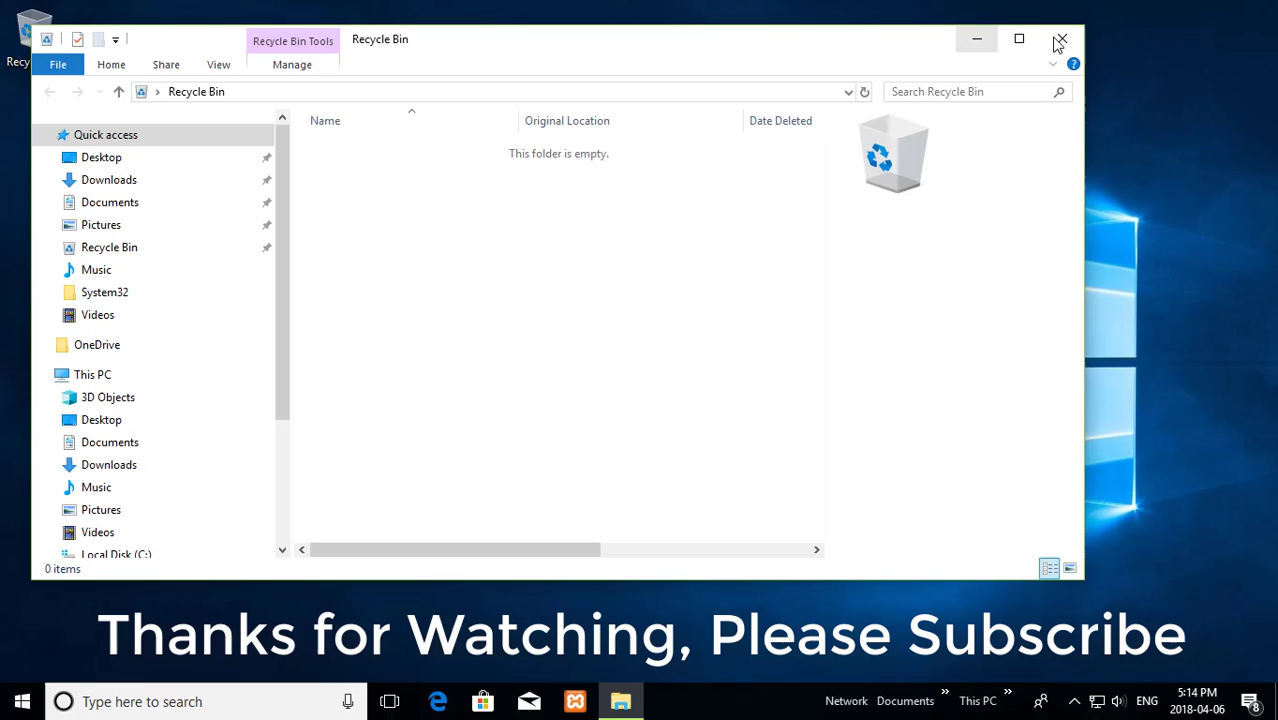 Recy
Recycle Bin Tools
Recycle Bin
File
Home
Share
View
Manage
?
Recycle Bin
Search Recycle Bin
Quick access
Desktop
Downloads
Documents
Pictures
Recycle Bin
Music
System32
Videos
OneDrive
This PC
3D Objects
Desktop
Documents
Downloads
Music
Pictures
Videos
Local Disk (C:)
Name
Original Location
Date Deleted
This folder is empty.
0 items
Thanks for Watching, Please Subscribe
Type here to search
Network
Documents
This PC
ENG
5:14 PM
2018-04-06
8